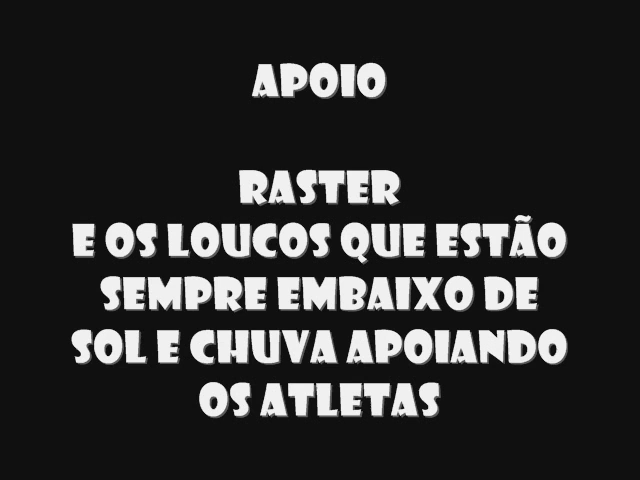 APOIO
RASTER
E OS LOUCOS QUE ESTÃO
SEMPRE EMBAIXO DE
SOL E CHUVA APOIANDO
OS ATLETAS